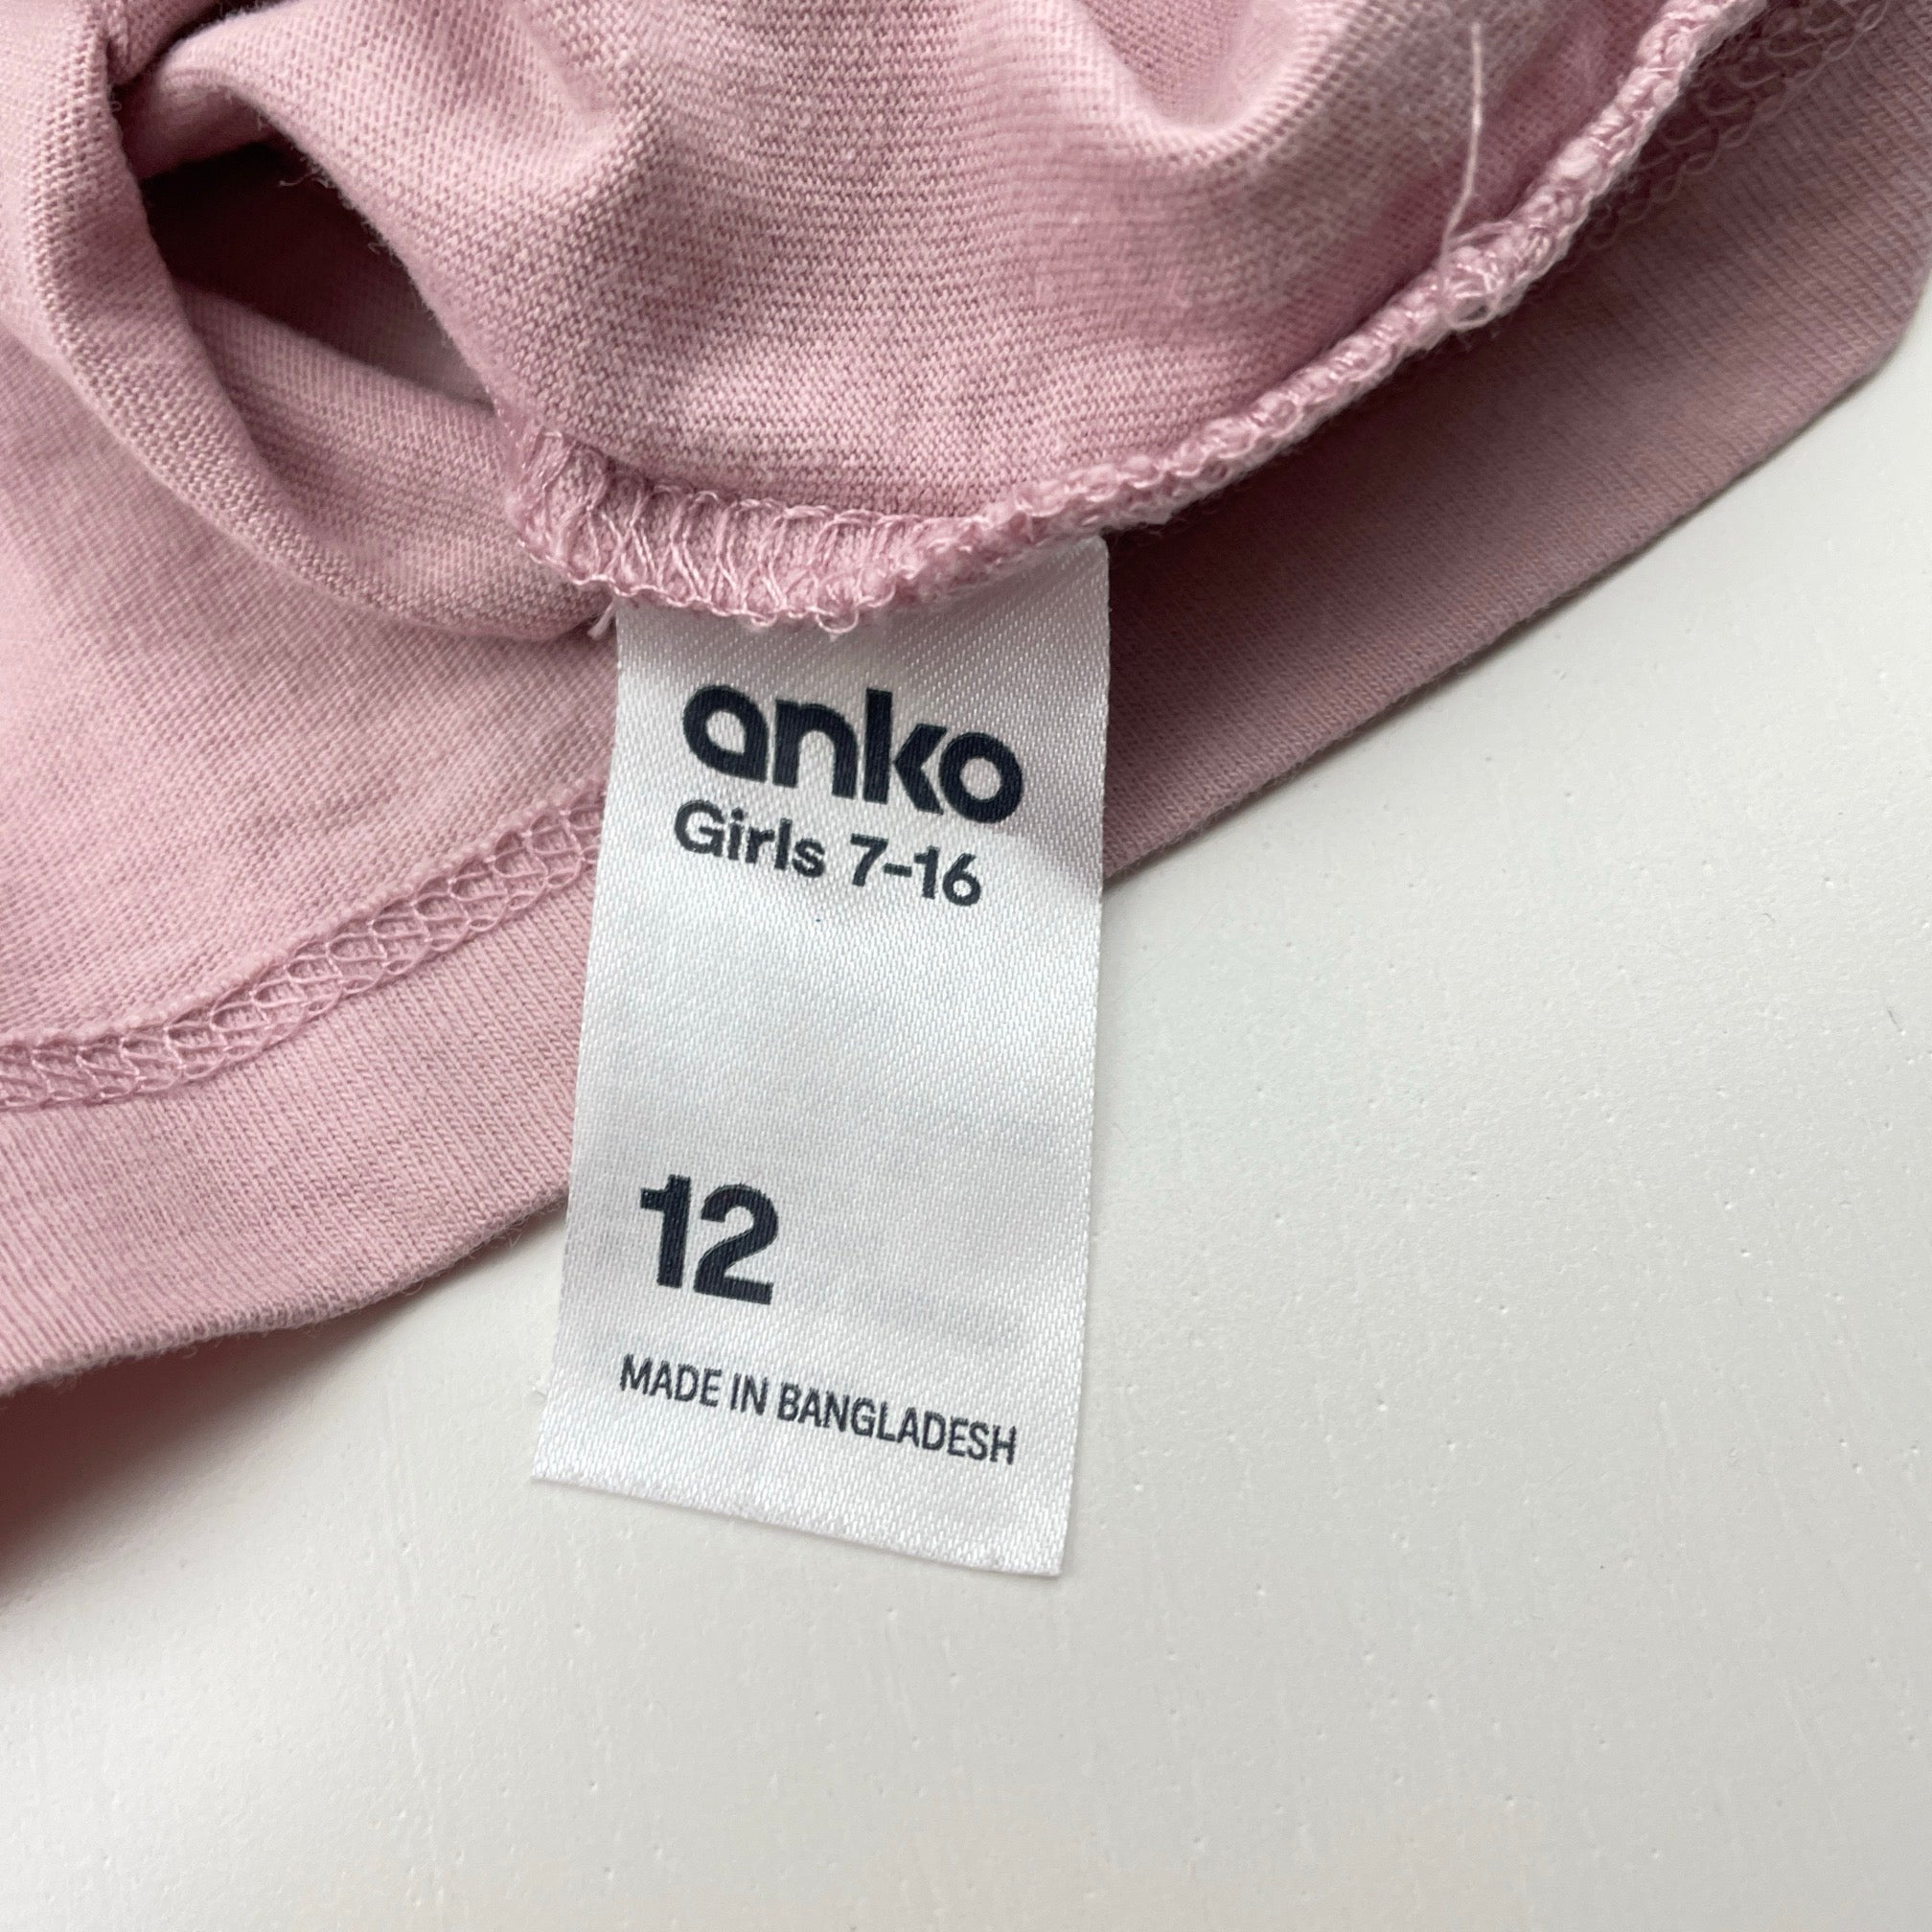 anko
Girls 7-16
12
MADE IN BANGLADESH